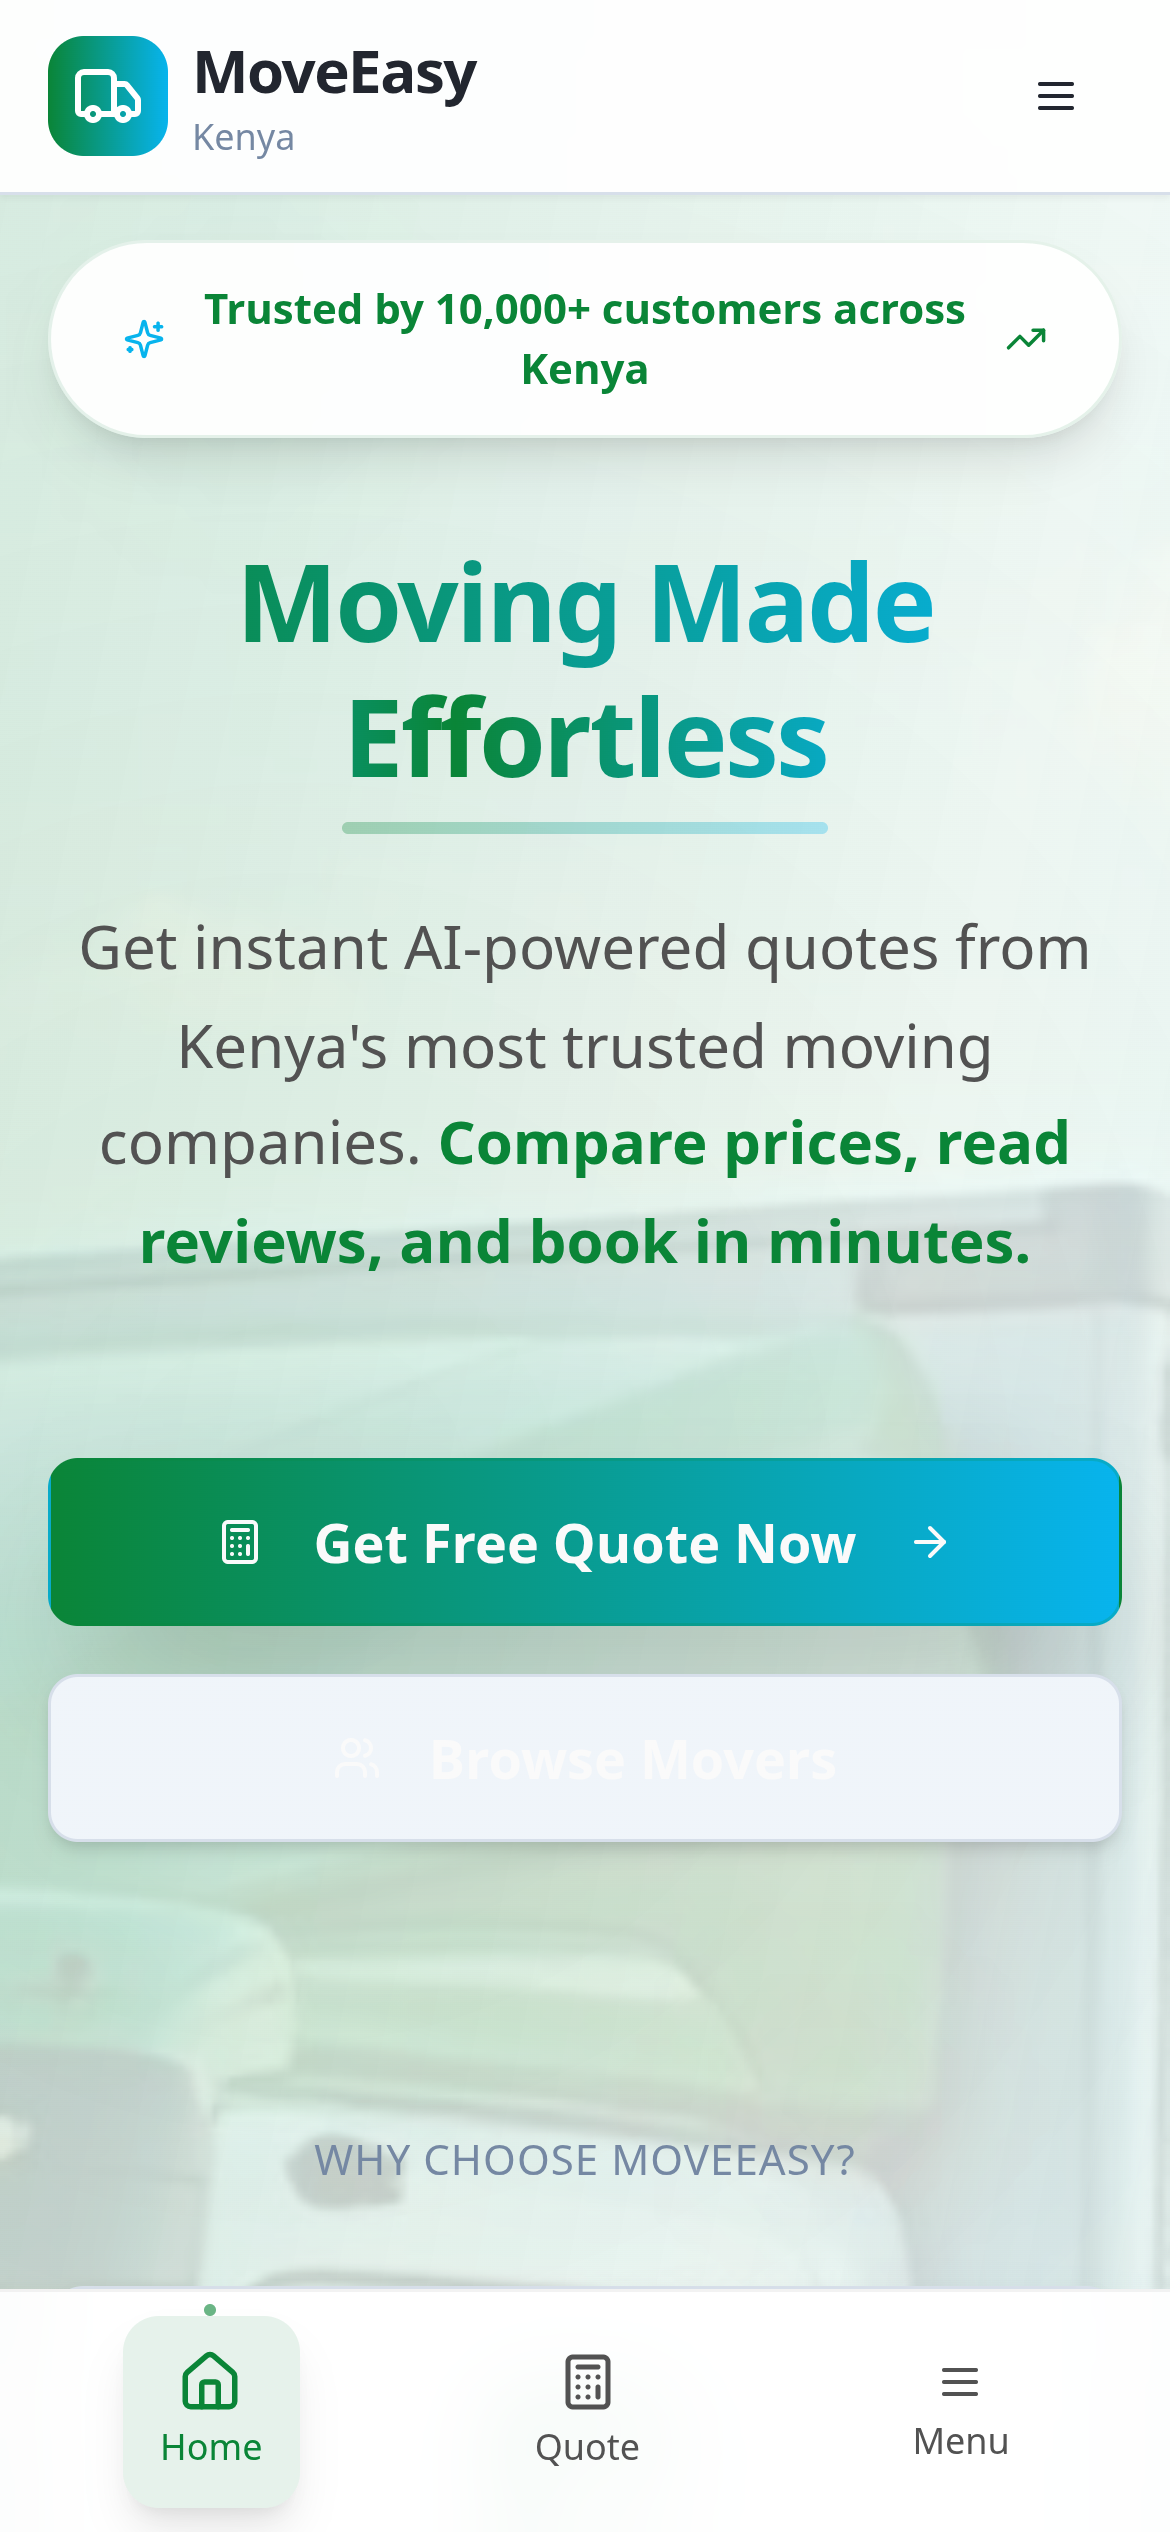 MoveEasy
Kenya
Trusted by 10,000+ customers across
Kenya
Moving Made
Effortless
Get instant AI-powered quotes from
Kenya's most trusted moving
companies. Compare prices, read
reviews, and book in minutes.
Get Free Quote Now
Browse Movers
WHY CHOOSE MOVEEASY?
Home
Quote
Menu